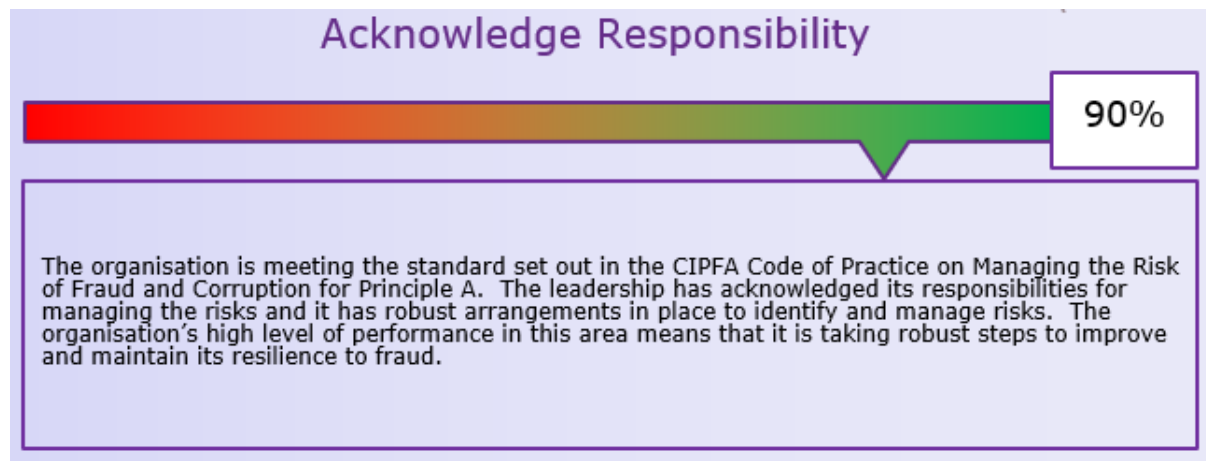 Acknowledge Responsibility
90%
The organisation is meeting the standard set out in the CIPFA Code of Practice on Managing the Risk
of Fraud and Corruption for Principle A.  The leadership has acknowledged its responsibilities for
managing the risks and it has robust arrangements in place to identify and manage risks.  The
organisation's high level of performance in this area means that it is taking robust steps to improve
and maintain its resilience to fraud.